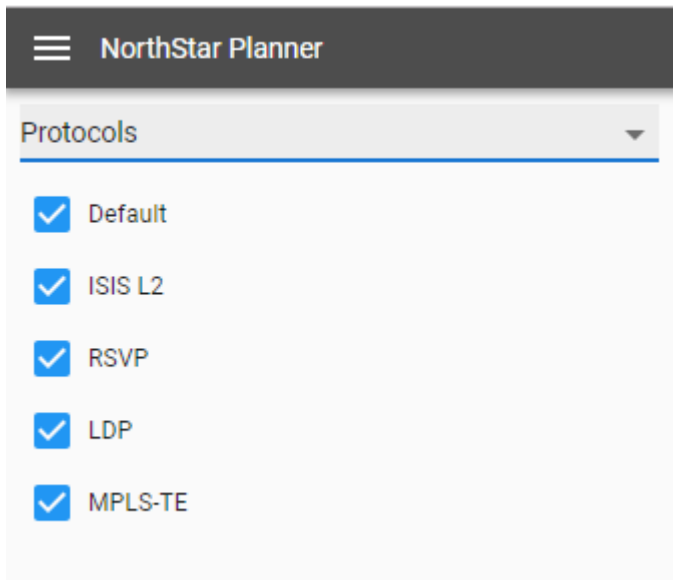 NorthStar Planner
Protocols
Default
ISIS L2
RSVP
LDP
MPLS-TE